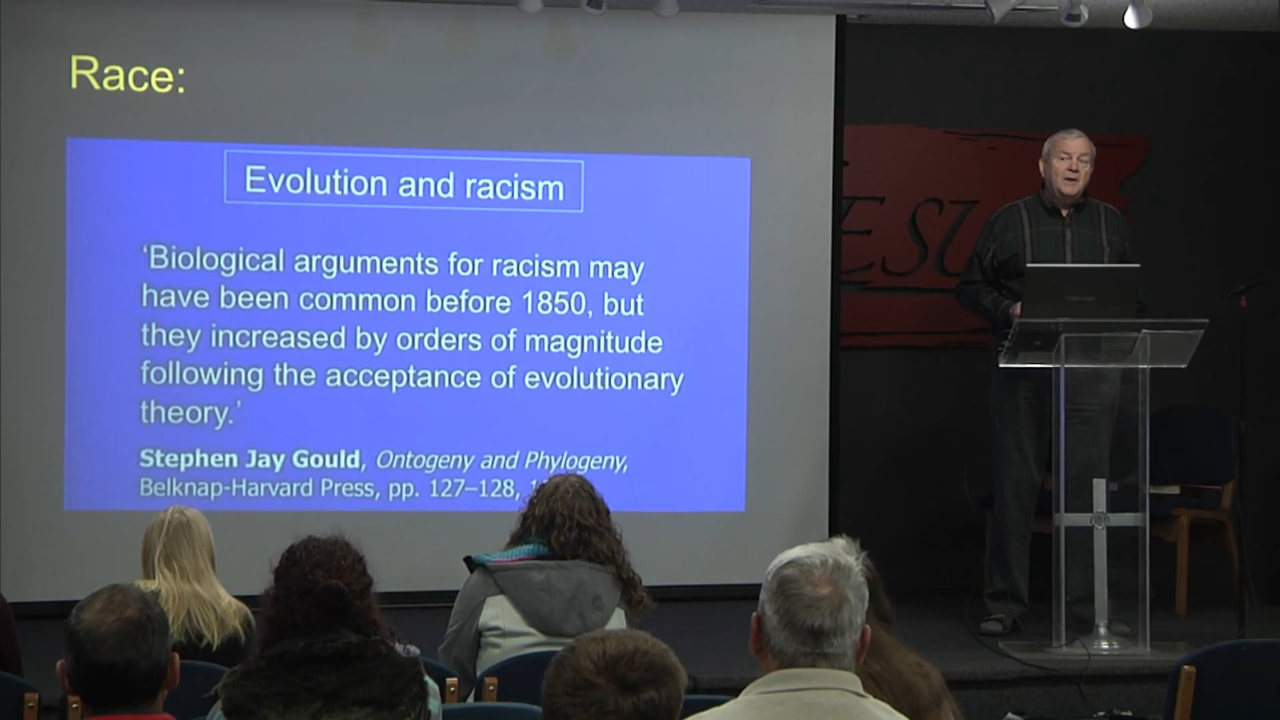 Race:
Evolution and racism
‘Biological arguments for racism may
have been common before 1850, but
they increased by orders of magnitude
following the acceptance of evolutionary
theory.’
Stephen Jay Gould, Ontogeny and Phylogeny,
Belknap-Harvard Press, pp. 127–128,